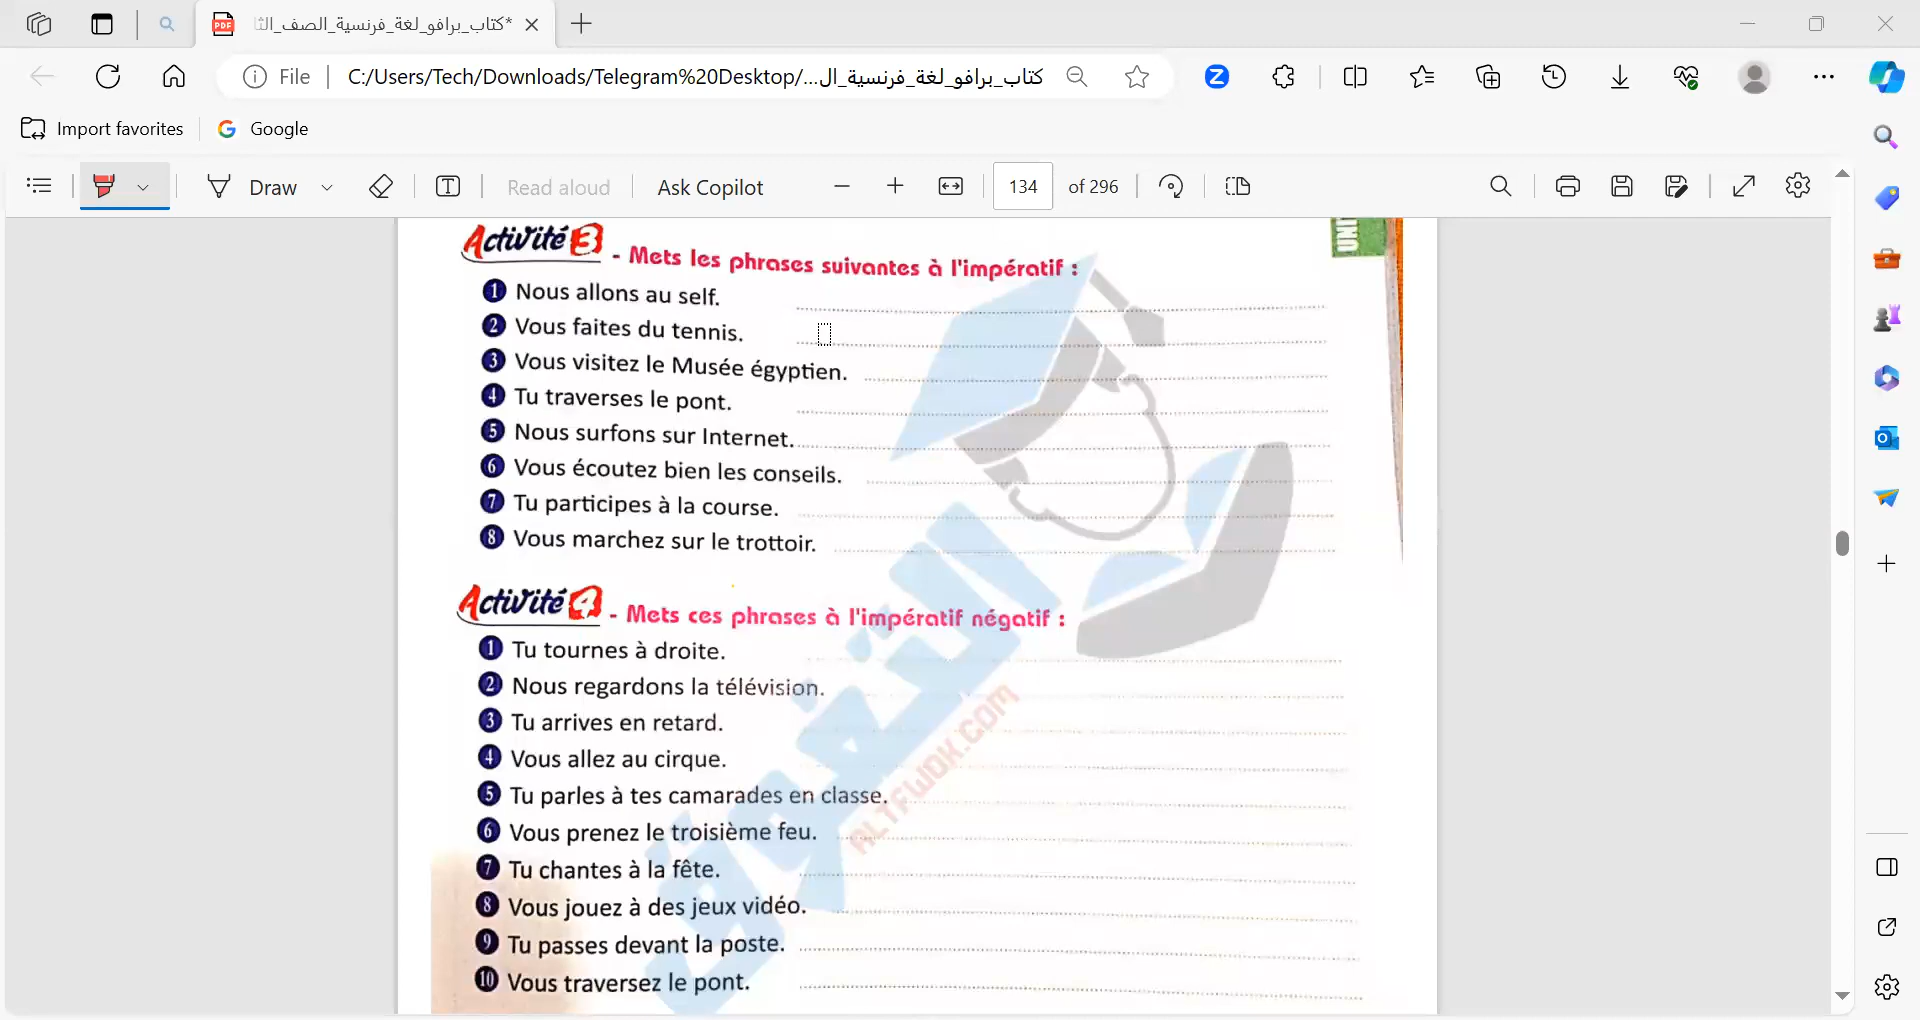 *كتاب_برافو_لغة_فرنسية_الصف_الثا
File
C:/Users/Tech/Downloads/Telegram%20Desktop/...كتاب_برافو_لغة_فرنسية_ال
Import favorites
Google
Draw
Read aloud
Ask Copilot
134 of 296
UNI
Activité 3 - Mets les phrases suivantes à l'impératif :
1 Nous allons au self.
2 Vous faites du tennis.
3 Vous visitez le Musée égyptien.
4 Tu traverses le pont.
5 Nous surfons sur Internet.
6 Vous écoutez bien les conseils.
7 Tu participes à la course.
8 Vous marchez sur le trottoir.
Activité 4 - Mets ces phrases à l'impératif négatif :
1 Tu tournes à droite.
2 Nous regardons la télévision.
3 Tu arrives en retard.
4 Vous allez au cirque.
5 Tu parles à tes camarades en classe.
6 Vous prenez le troisième feu.
7 Tu chantes à la fête.
8 Vous jouez à des jeux vidéo.
9 Tu passes devant la poste.
10 Vous traversez le pont.
التفوق
ALTFWOK.COM